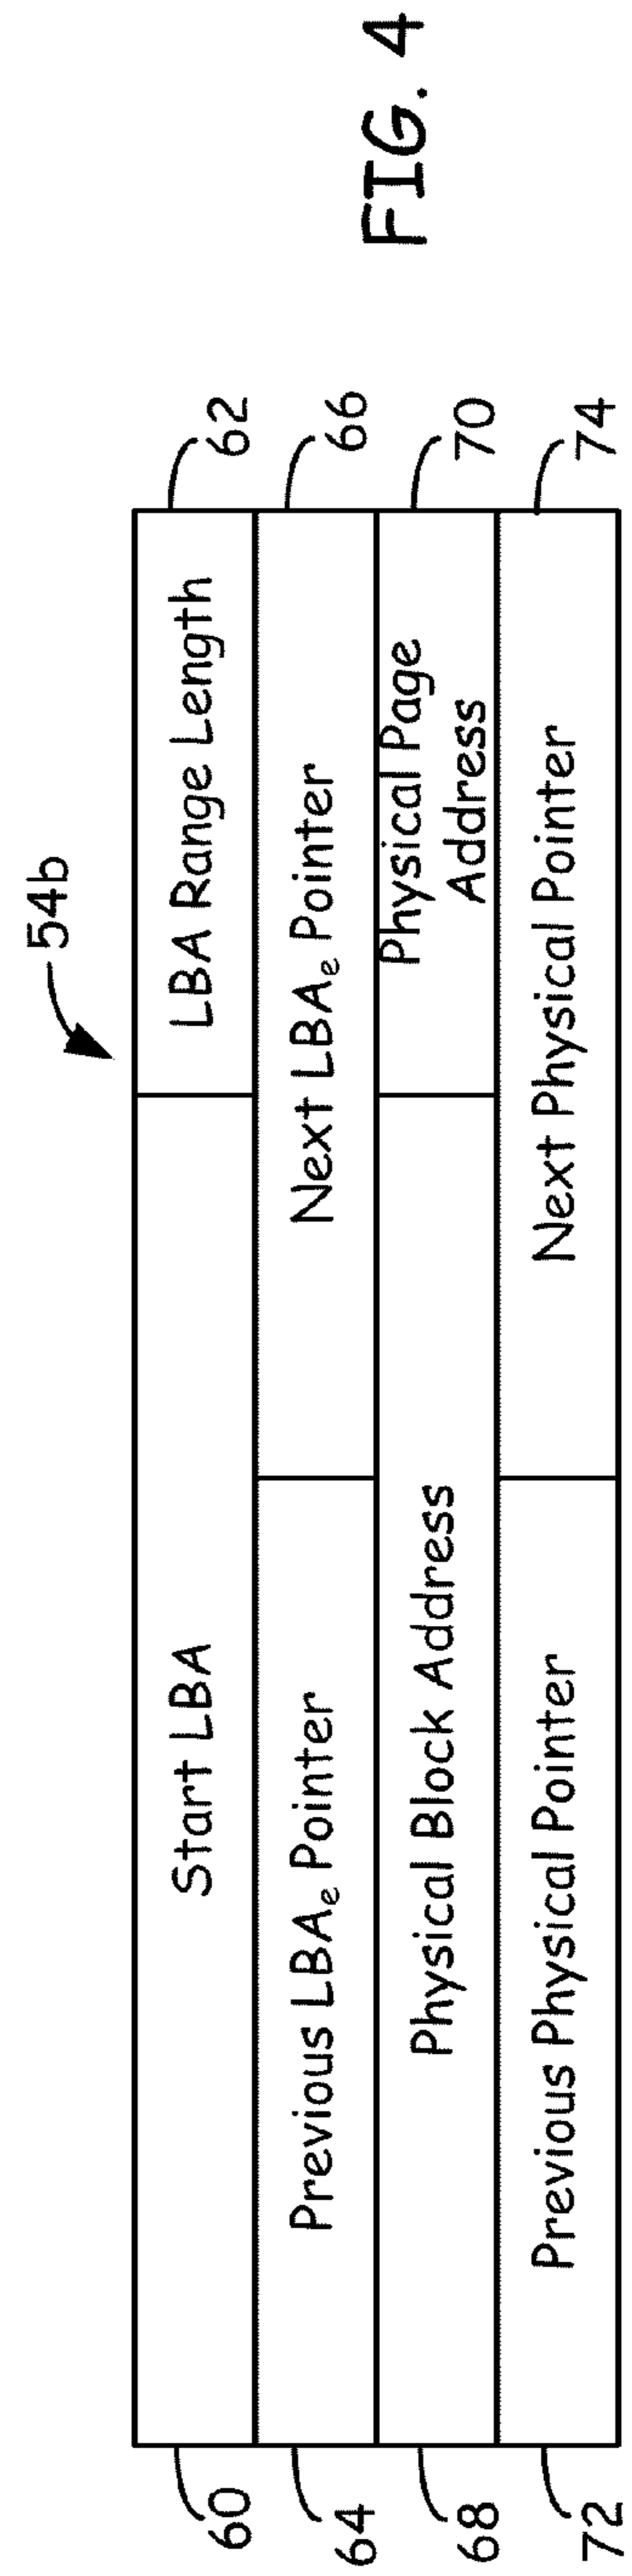 54b
60
Start LBA
LBA Range Length
62
64
Previous LBAe Pointer
Next LBAe Pointer
66
68
Physical Block Address
Physical Page
Address
70
72
Previous Physical Pointer
Next Physical Pointer
74
FIG. 4